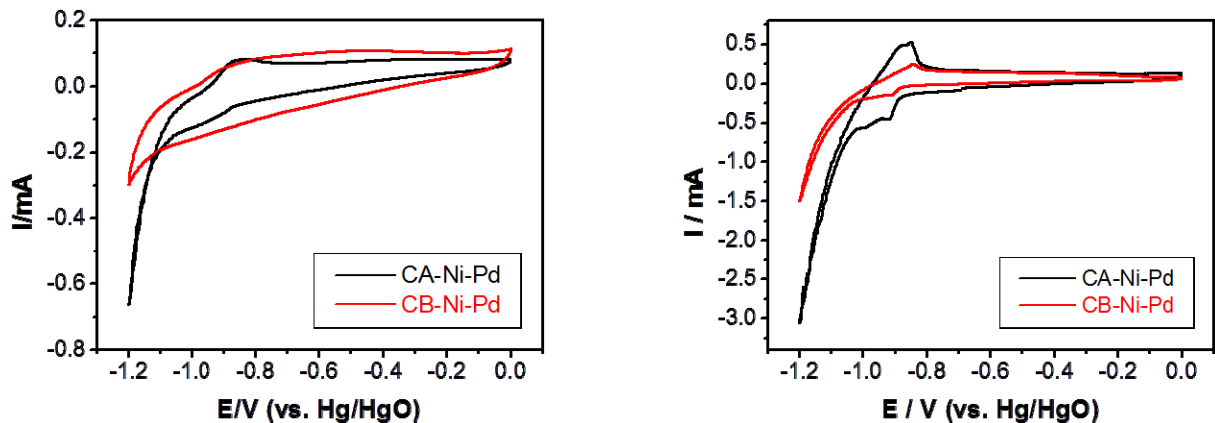 0.2
0.0
-0.2
-0.4
-0.6
-0.8
I/mA
CA-Ni-Pd
CB-Ni-Pd
-1.2 -1.0 -0.8 -0.6 -0.4 -0.2 0.0
E/V (vs. Hg/HgO)
0.5
0.0
-0.5
-1.0
-1.5
-2.0
-2.5
-3.0
I / mA
CA-Ni-Pd
CB-Ni-Pd
-1.2 -1.0 -0.8 -0.6 -0.4 -0.2 0.0
E / V (vs. Hg/HgO)